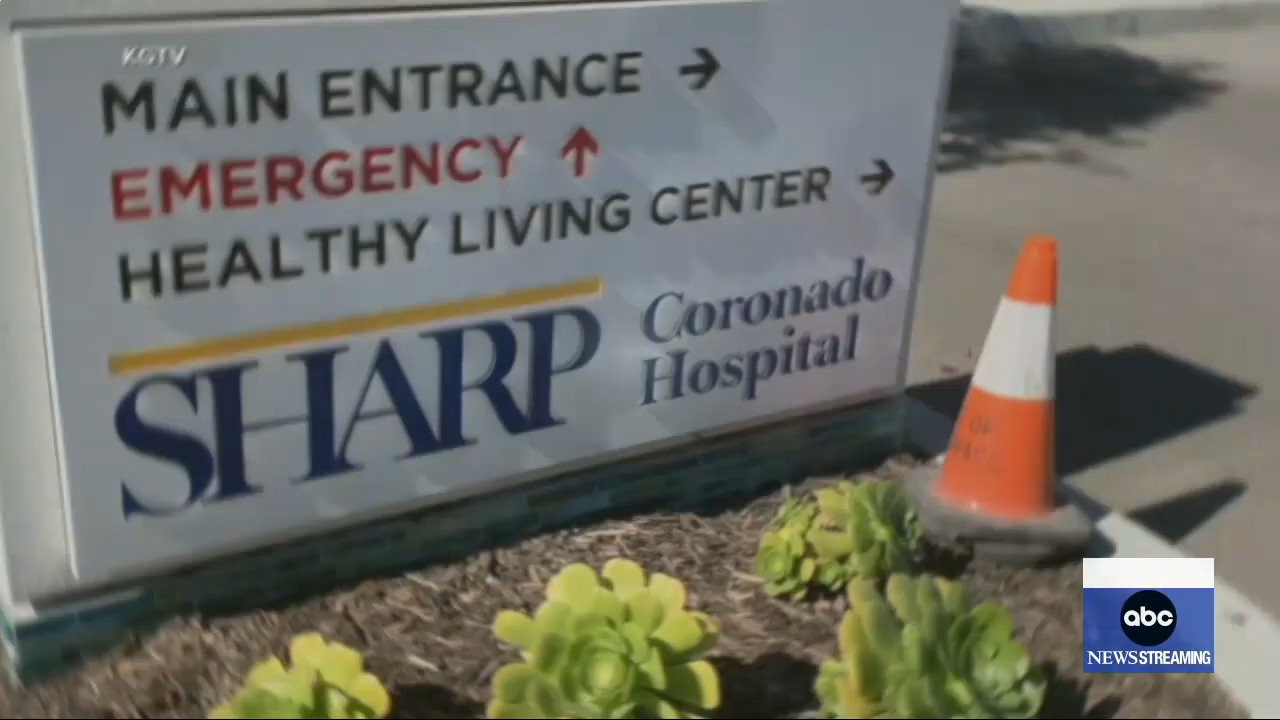 KGTV
MAIN ENTRANCE →
EMERGENCY ↑
HEALTHY LIVING CENTER →
SHARP
Coronado
Hospital
abc
NEWS STREAMING